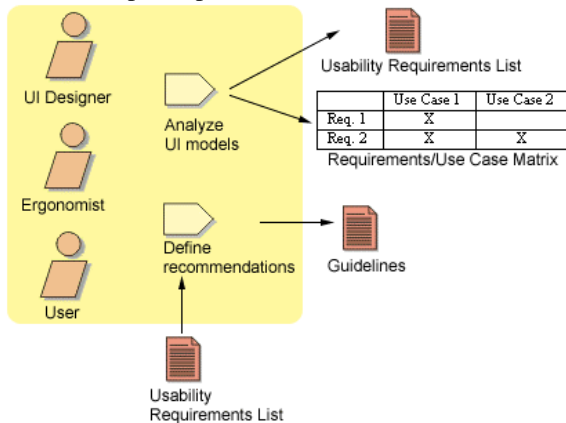 UI Designer
Analyze
UI models
Usability Requirements List
Use Case 1 Use Case 2
Req. 1 X
Req. 2 X X
Requirements/Use Case Matrix
Ergonomist
Define
recommendations
Guidelines
User
Usability
Requirements List